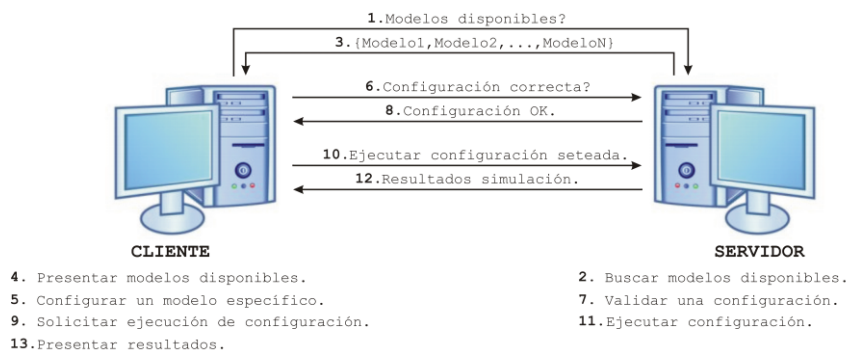 1.Modelos disponibles?
3.{Modelo1,Modelo2,...,ModeloN}
6.Configuración correcta?
8.Configuración OK.
10.Ejecutar configuración seteada.
12.Resultados simulación.
CLIENTE
4. Presentar modelos disponibles.
5. Configurar un modelo específico.
9. Solicitar ejecución de configuración.
13.Presentar resultados.
SERVIDOR
2. Buscar modelos disponibles.
7. Validar una configuración.
11.Ejecutar configuración.